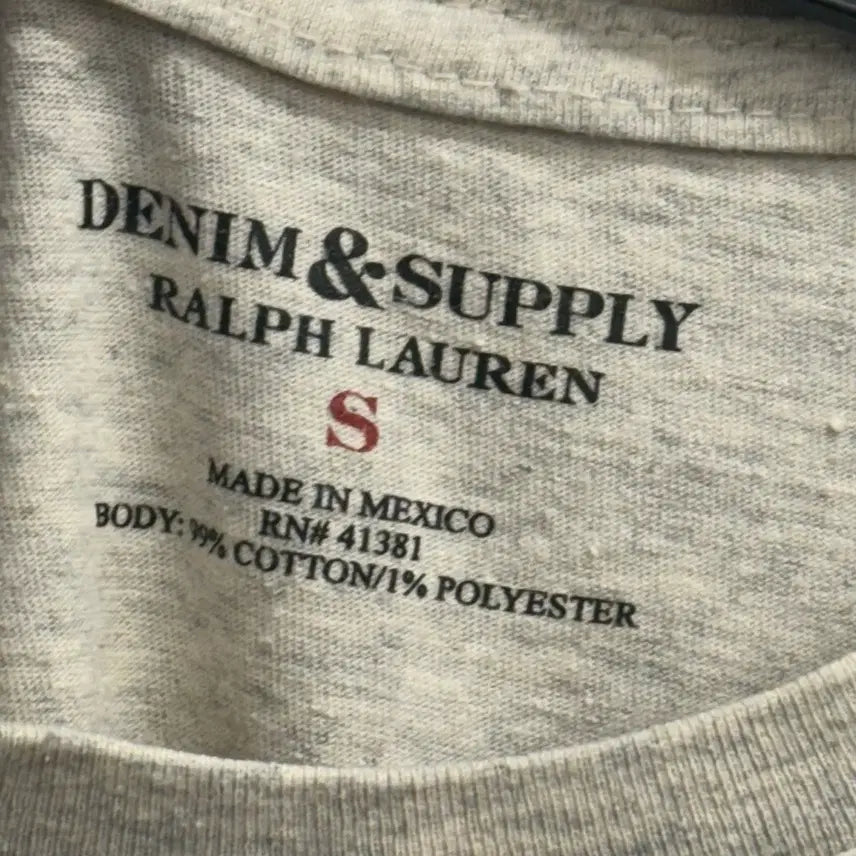 DENIM & SUPPLY
RALPH LAUREN
S
MADE IN MEXICO
RN# 41381
BODY: 99% COTTON/1% POLYESTER